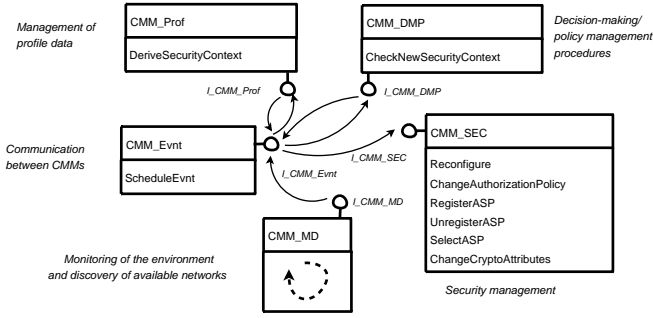 Management of
profile data
CMM_Prof
DeriveSecurityContext
CMM_DMP
CheckNewSecurityContext
Decision-making/
policy management
procedures
I_CMM_Prof
I_CMM_DMP
Communication
between CMMs
CMM_Evnt
ScheduleEvnt
I_CMM_SEC
I_CMM_Evnt
I_CMM_MD
CMM_SEC
Reconfigure
ChangeAuthorizationPolicy
RegisterASP
UnregisterASP
SelectASP
ChangeCryptoAttributes
CMM_MD
Monitoring of the environment
and discovery of available networks
Security management